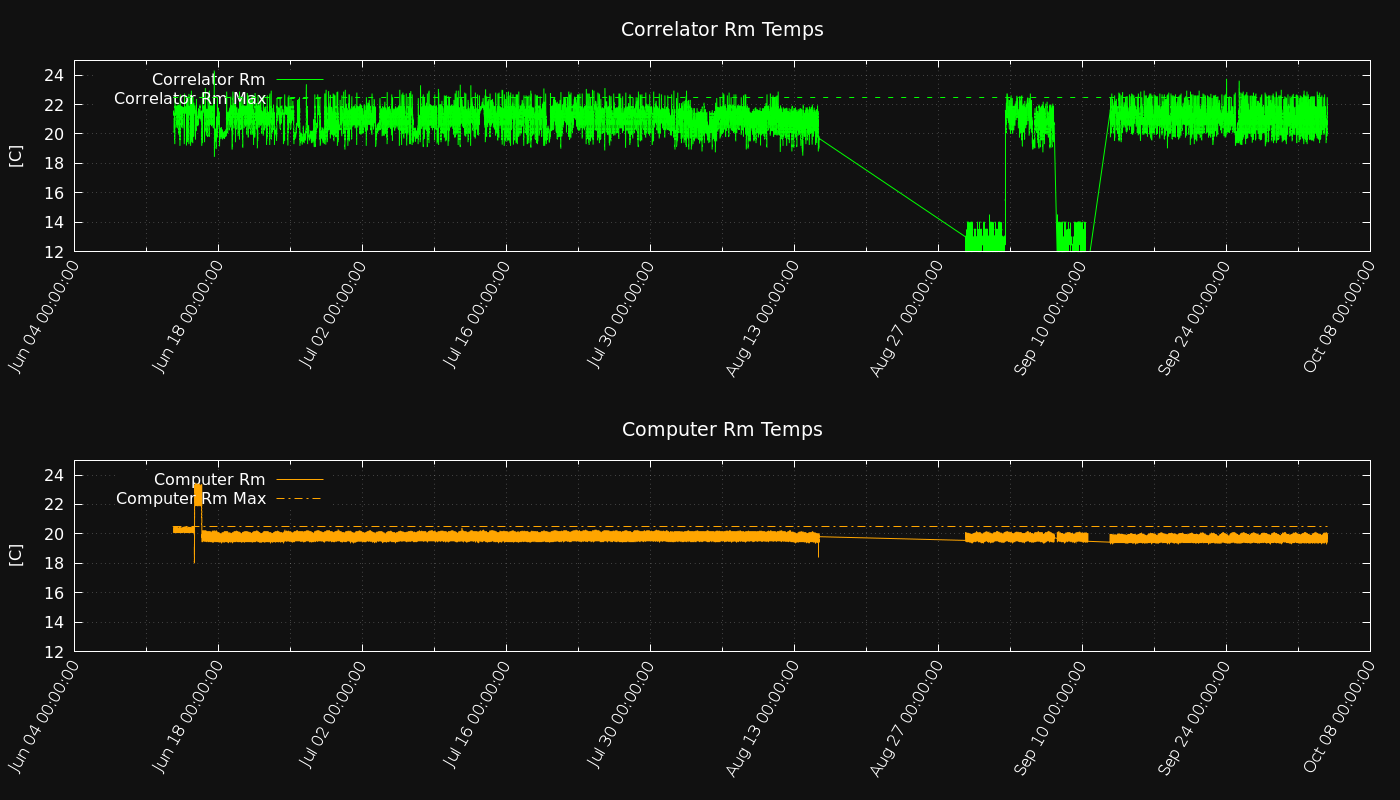 Correlator Rm Temps
24
22
20
18
16
14
12
[C]
Correlator Rm
Correlator Rm Max
Jun 04 00:00:00
Jun 18 00:00:00
Jul 02 00:00:00
Jul 16 00:00:00
Jul 30 00:00:00
Aug 13 00:00:00
Aug 27 00:00:00
Sep 10 00:00:00
Sep 24 00:00:00
Oct 08 00:00:00
Computer Rm Temps
24
22
20
18
16
14
12
[C]
Computer Rm
Computer Rm Max
Jun 04 00:00:00
Jun 18 00:00:00
Jul 02 00:00:00
Jul 16 00:00:00
Jul 30 00:00:00
Aug 13 00:00:00
Aug 27 00:00:00
Sep 10 00:00:00
Sep 24 00:00:00
Oct 08 00:00:00